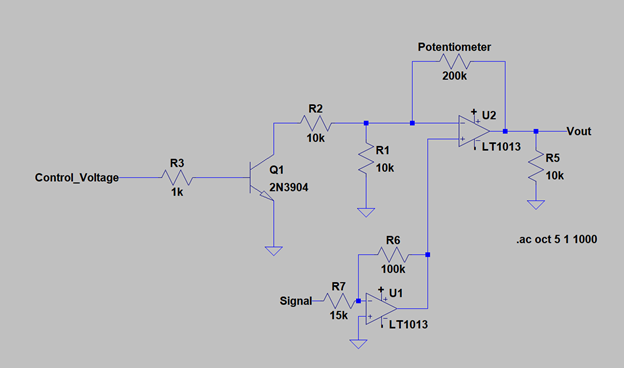 Potentiometer
200k
R2
10k
U2
LT1013
Vout
R1
10k
R5
10k
R3
1k
Control_Voltage
Q1
2N3904
R6
100k
.ac oct 5 1 1000
R7
15k
Signal
U1
LT1013